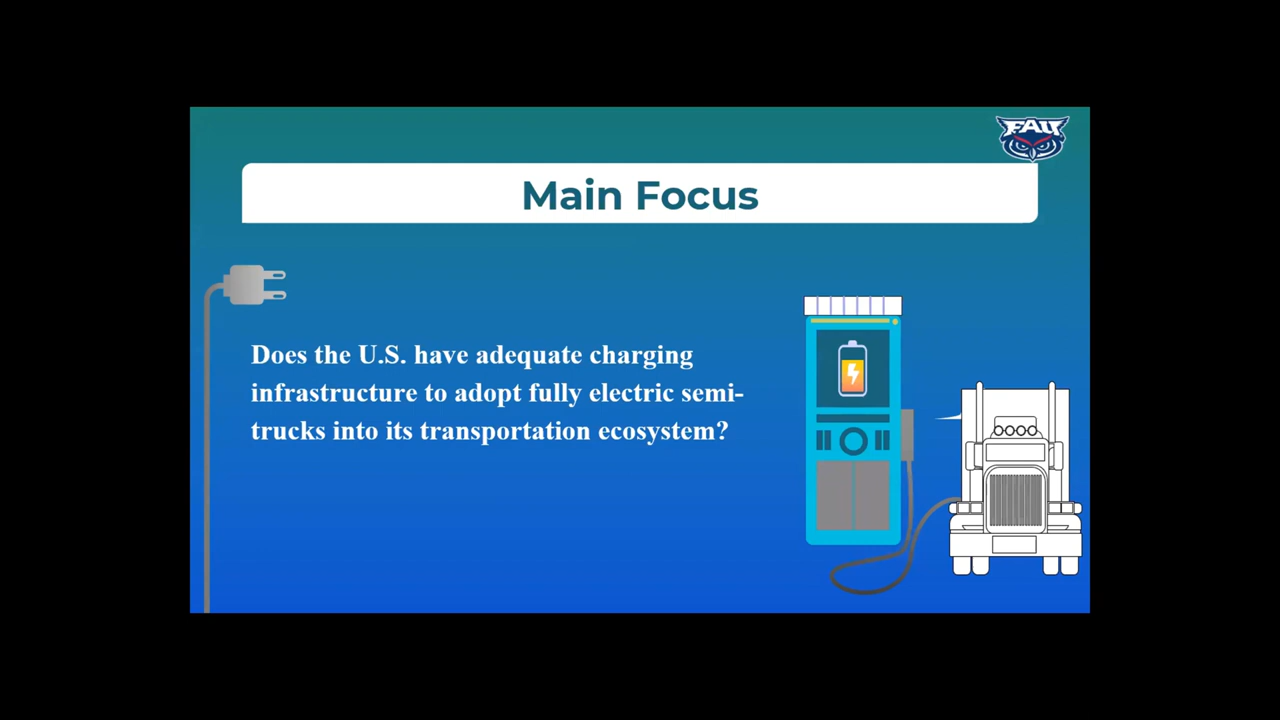 FAU
Main Focus
Does the U.S. have adequate charging
infrastructure to adopt fully electric semi-
trucks into its transportation ecosystem?